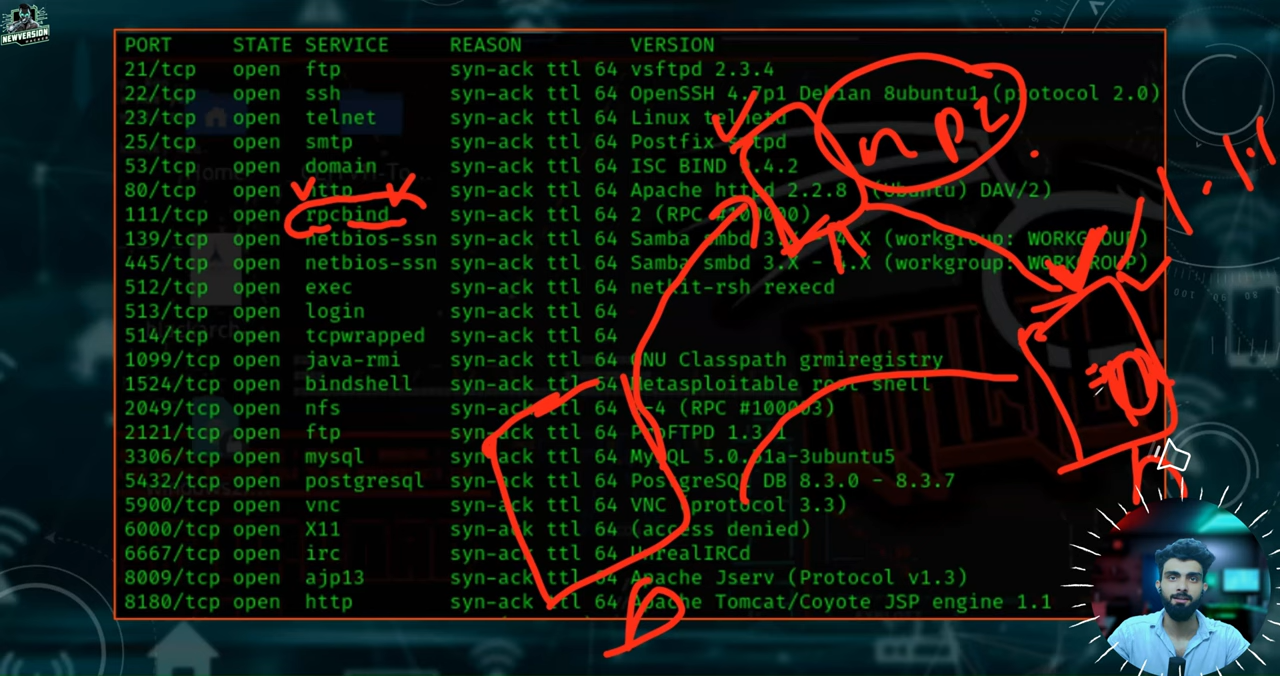 NEWVERSION
HACKER
PORT STATE SERVICE REASON VERSION
21/tcp open ftp syn-ack ttl 64 vsftpd 2.3.4
22/tcp open ssh syn-ack ttl 64 OpenSSH 4.7p1 Debian 8ubuntu1 (protocol 2.0)
23/tcp open telnet syn-ack ttl 64 Linux telnetd
25/tcp open smtp syn-ack ttl 64 Postfix smtpd
53/tcp open domain syn-ack ttl 64 ISC BIND 9.4.2
80/tcp open http syn-ack ttl 64 Apache httpd 2.2.8 ((Ubuntu) DAV/2)
111/tcp open rpcbind syn-ack ttl 64 2 (RPC #100000)
139/tcp open netbios-ssn syn-ack ttl 64 Samba smbd 3.X - 4.X (workgroup: WORKGROUP)
445/tcp open netbios-ssn syn-ack ttl 64 Samba smbd 3.X - 4.X (workgroup: WORKGROUP)
512/tcp open exec syn-ack ttl 64 netkit-rsh rexecd
513/tcp open login syn-ack ttl 64
514/tcp open tcpwrapped syn-ack ttl 64
1099/tcp open java-rmi syn-ack ttl 64 GNU Classpath grmiregistry
1524/tcp open bindshell syn-ack ttl 64 Metasploitable root shell
2049/tcp open nfs syn-ack ttl 64 2-4 (RPC #100003)
2121/tcp open ftp syn-ack ttl 64 ProFTPD 1.3.1
3306/tcp open mysql syn-ack ttl 64 MySQL 5.0.51a-3ubuntu5
5432/tcp open postgresql syn-ack ttl 64 PostgreSQL DB 8.3.0 - 8.3.7
5900/tcp open vnc syn-ack ttl 64 VNC (protocol 3.3)
6000/tcp open X11 syn-ack ttl 64 (access denied)
6667/tcp open irc syn-ack ttl 64 UnrealIRCd
8009/tcp open ajp13 syn-ack ttl 64 Apache Jserv (Protocol v1.3)
8180/tcp open http syn-ack ttl 64 Apache Tomcat/Coyote JSP engine 1.1